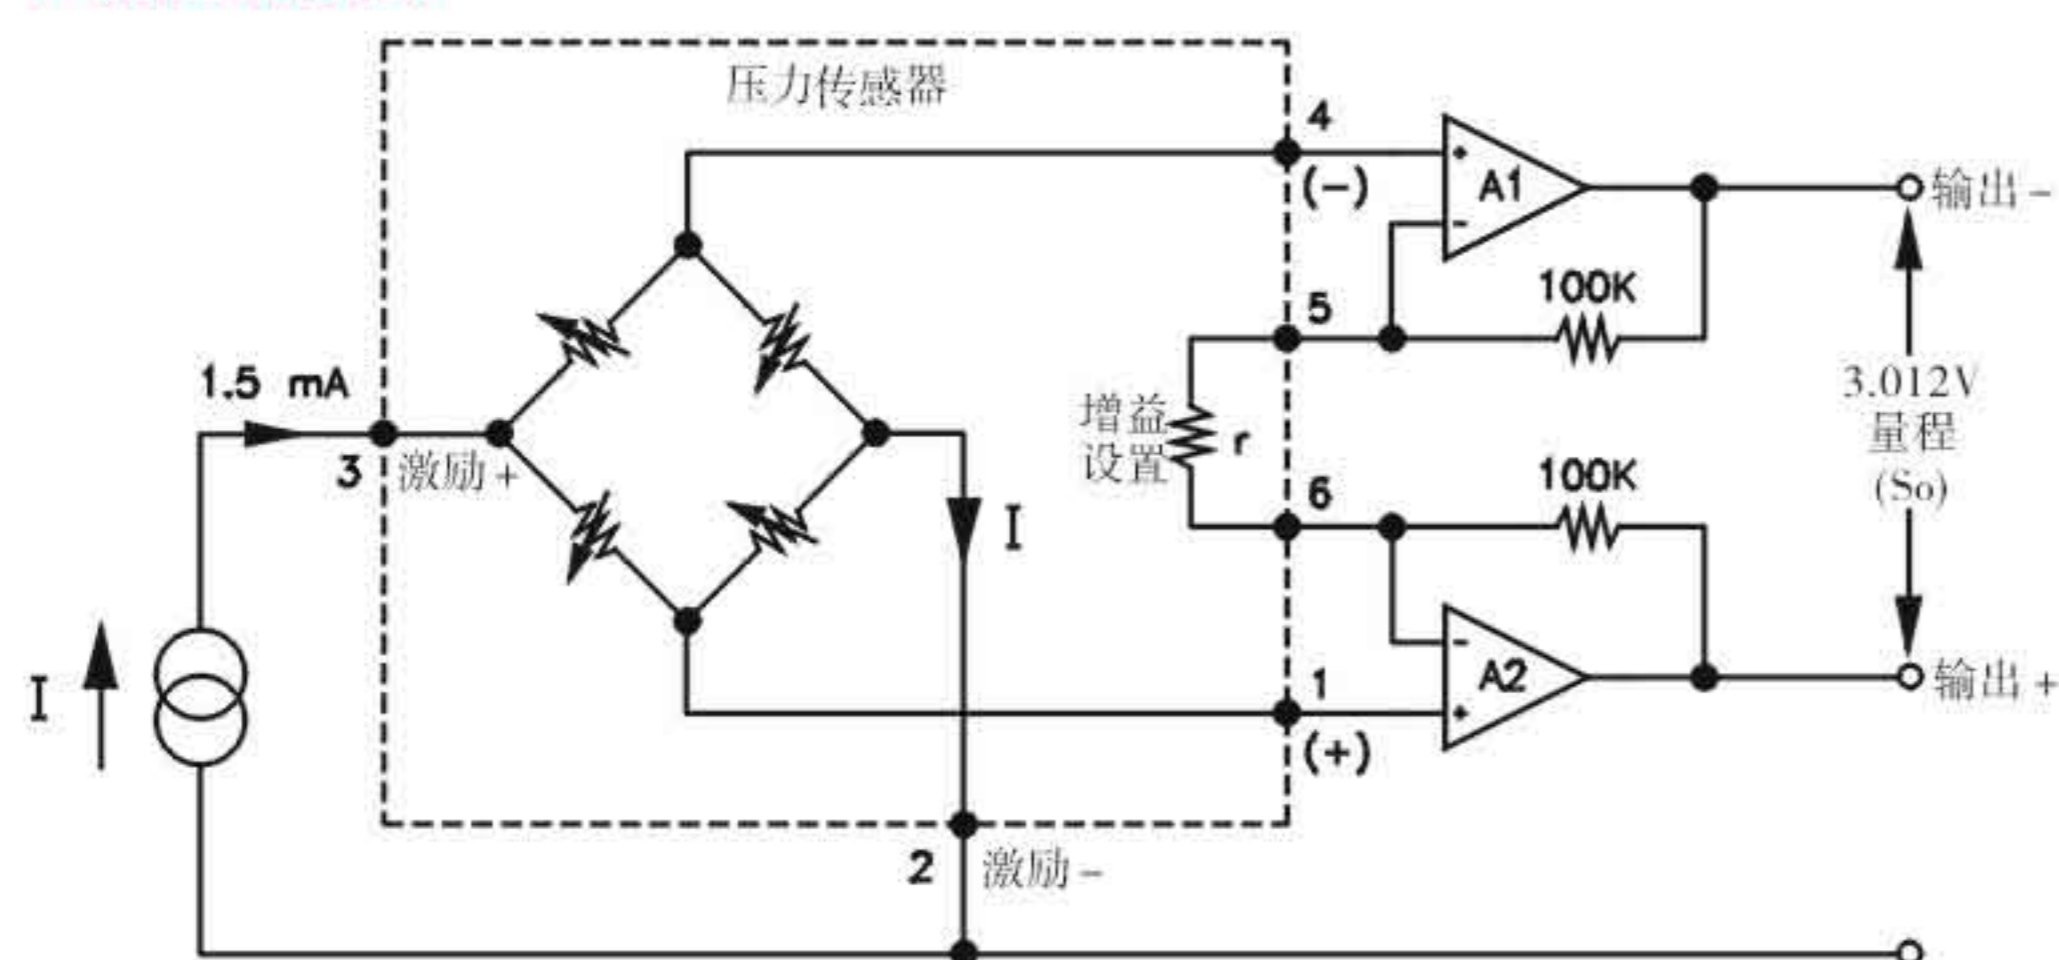 压力传感器
4
(-)
A1
输出 -
5
100K
1.5 mA
3
激励 +
增益
设置
r
3.012V
量程
(So)
6
100K
I
I
1
(+)
A2
输出 +
2
激励 -